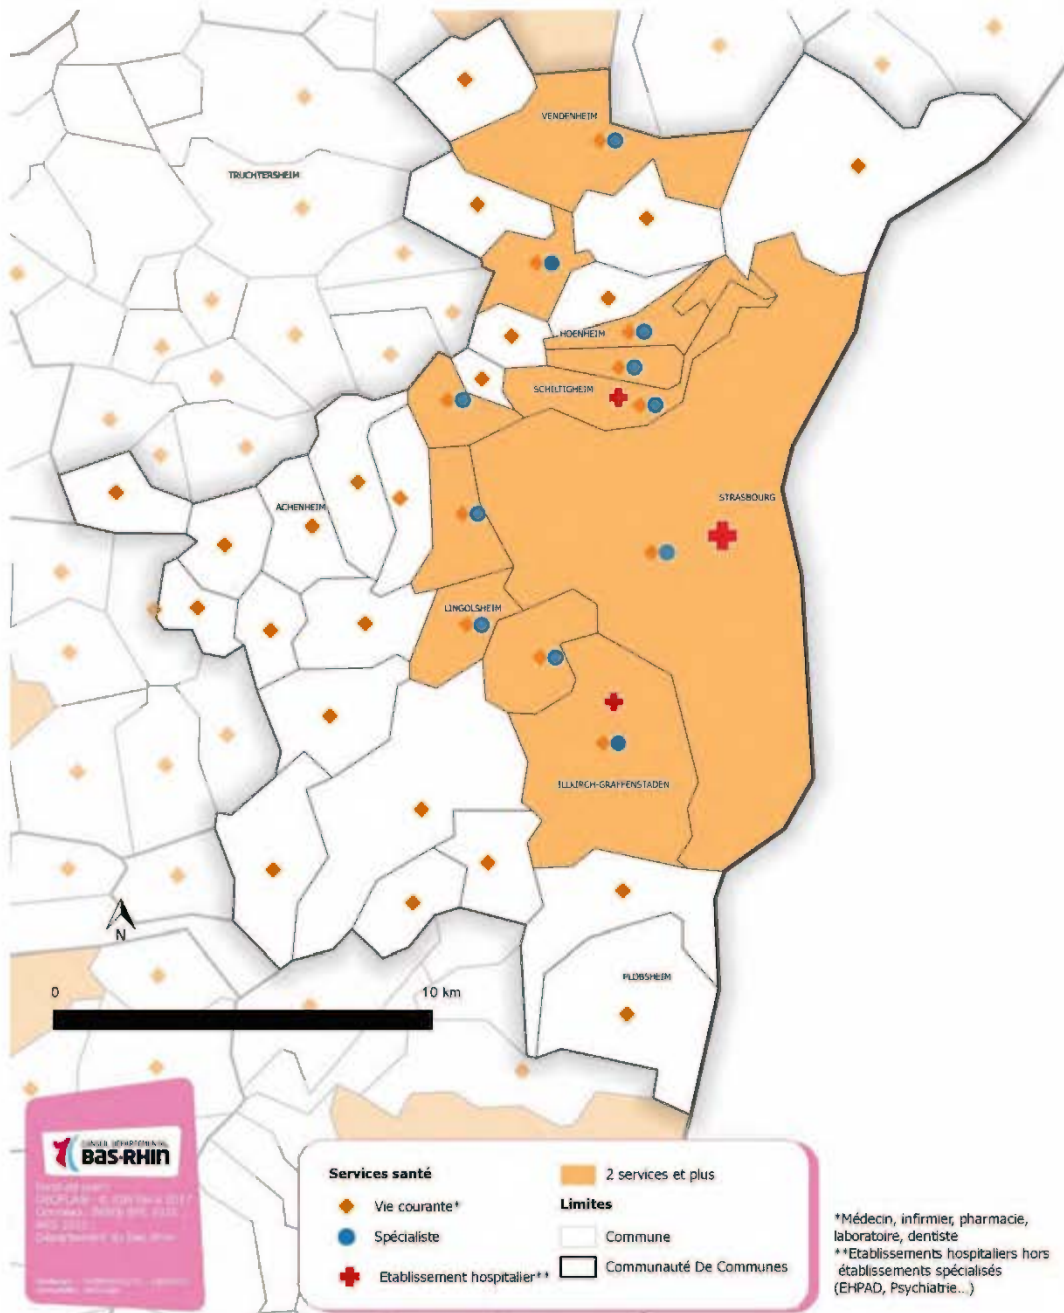 VENDENHEIM
TRUCHTERSHEIM
HOENHEIM
SCHILTIGHEIM
STRASBOURG
ACHENHEIM
LINGOLSHEIM
ILLKIRCH-GRAFFENSTADEN
N
PLOBSHEIM
0 10 km
CONSEIL DÉPARTEMENTAL
BAS-RHIN
Services santé
Vie courante*
Spécialiste
Etablissement hospitalier**
2 services et plus
Limites
Commune
Communauté De Communes
*Médecin, infirmier, pharmacie,
laboratoire, dentiste
**Etablissements hospitaliers hors
établissements spécialisés
(EHPAD, Psychiatrie...)